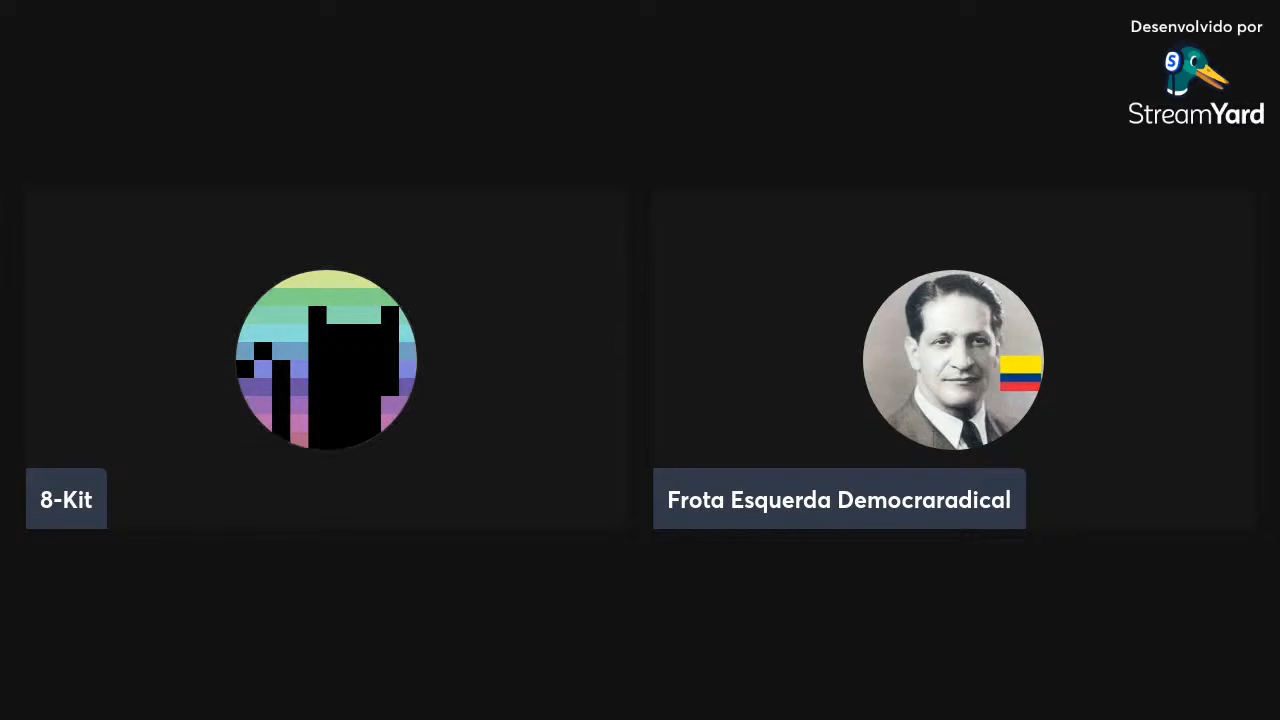 Desenvolvido por
S
StreamYard
8-Kit
Frota Esquerda Democraradical